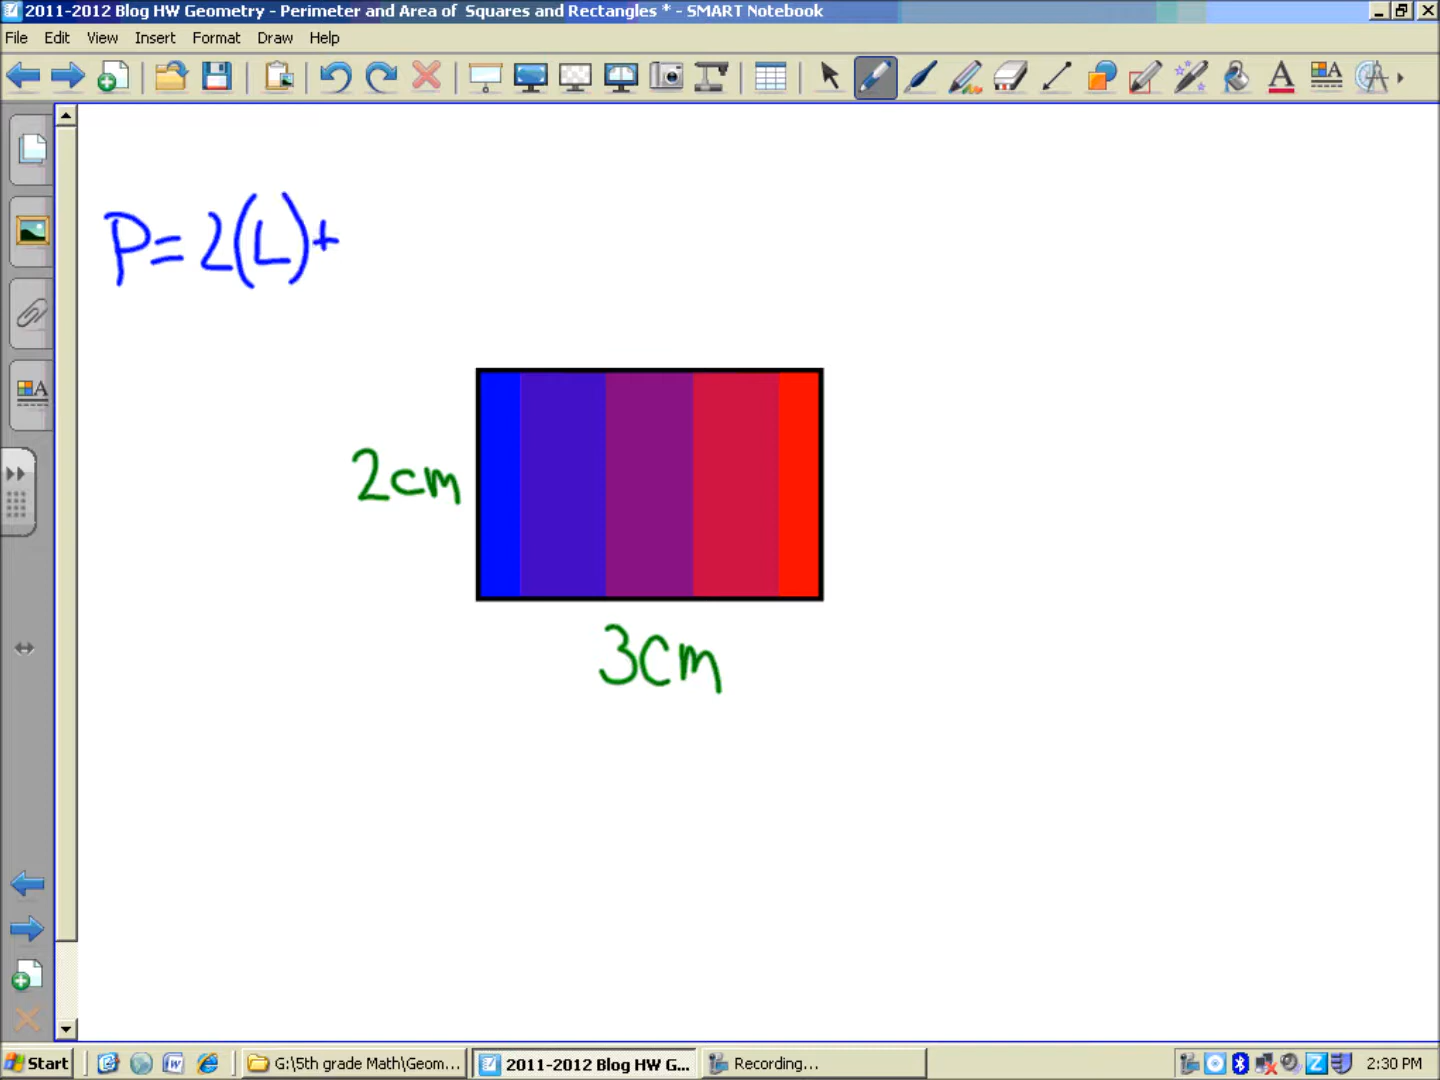 2011-2012 Blog HW Geometry - Perimeter and Area of Squares and Rectangles * - SMART Notebook
File Edit View Insert Format Draw Help
P=2(L)+
2cm
3cm
Start G:\5th grade Math\Geom... 2011-2012 Blog HW G... Recording... 2:30 PM